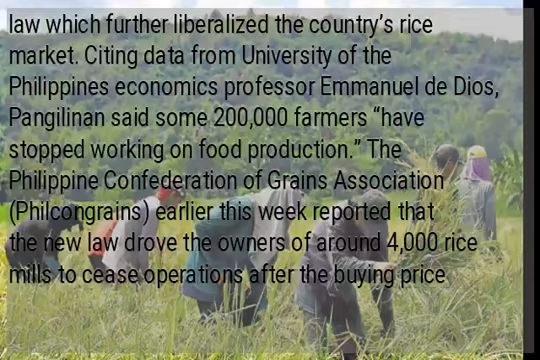 law which further liberalized the country’s rice
market. Citing data from University of the
Philippines economics professor Emmanuel de Dios,
Pangilinan said some 200,000 farmers “have
stopped working on food production.” The
Philippine Confederation of Grains Association
(Philcongrains) earlier this week reported that
the new law drove the owners of around 4,000 rice
mills to cease operations after the buying price